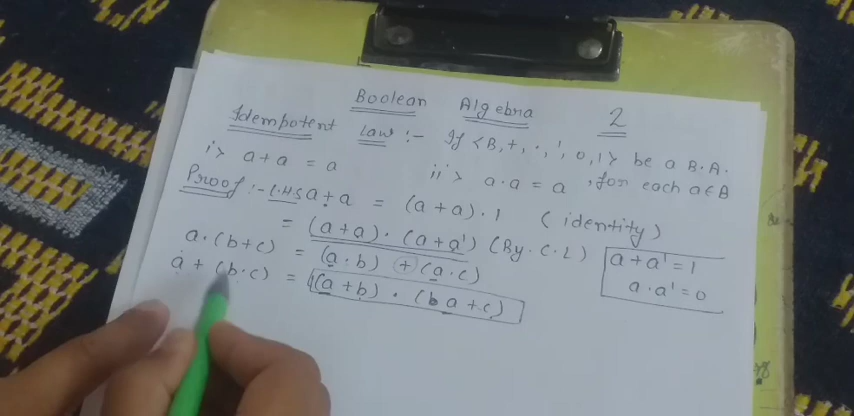 Boolean Algebra 2
Idempotent Law :- If <B, +, ·, ', 0, 1> be a B.A.
i> a + a = a ii> a · a = a , for each a ∈ B
Proof :- L.H.S a + a = (a + a) · 1 (identity)
= (a + a) · (a + a') (By. C. L)
a + a' = 1
a · a' = 0
a · (b + c) = (a · b) + (a · c)
a + (b · c) = (a + b) · (b a + c)